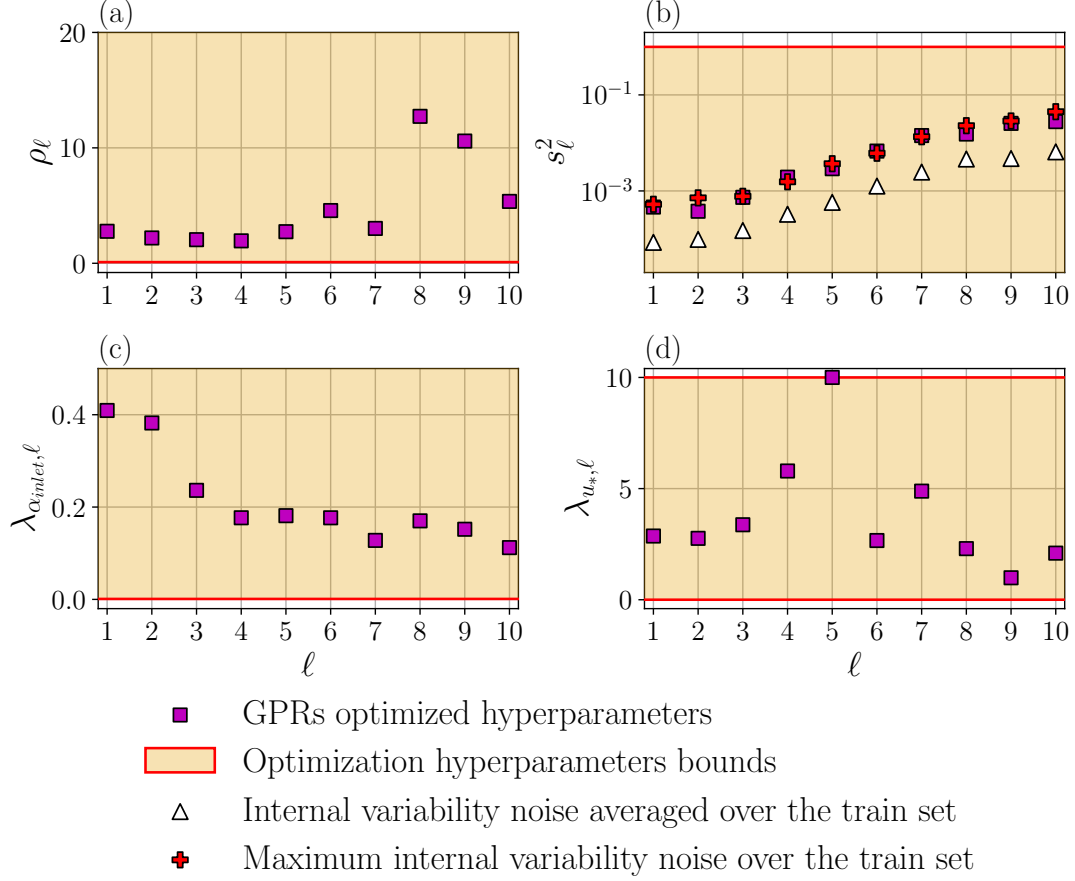 (a)
20
10
0
ρ_ℓ
1 2 3 4 5 6 7 8 9 10
(b)
10^{-1}
10^{-3}
s_ℓ^2
1 2 3 4 5 6 7 8 9 10
(c)
0.4
0.2
0.0
λ_{α_{inlet},ℓ}
1 2 3 4 5 6 7 8 9 10
ℓ
(d)
10
5
0
λ_{u_*,ℓ}
1 2 3 4 5 6 7 8 9 10
ℓ
GPRs optimized hyperparameters
Optimization hyperparameters bounds
Internal variability noise averaged over the train set
Maximum internal variability noise over the train set